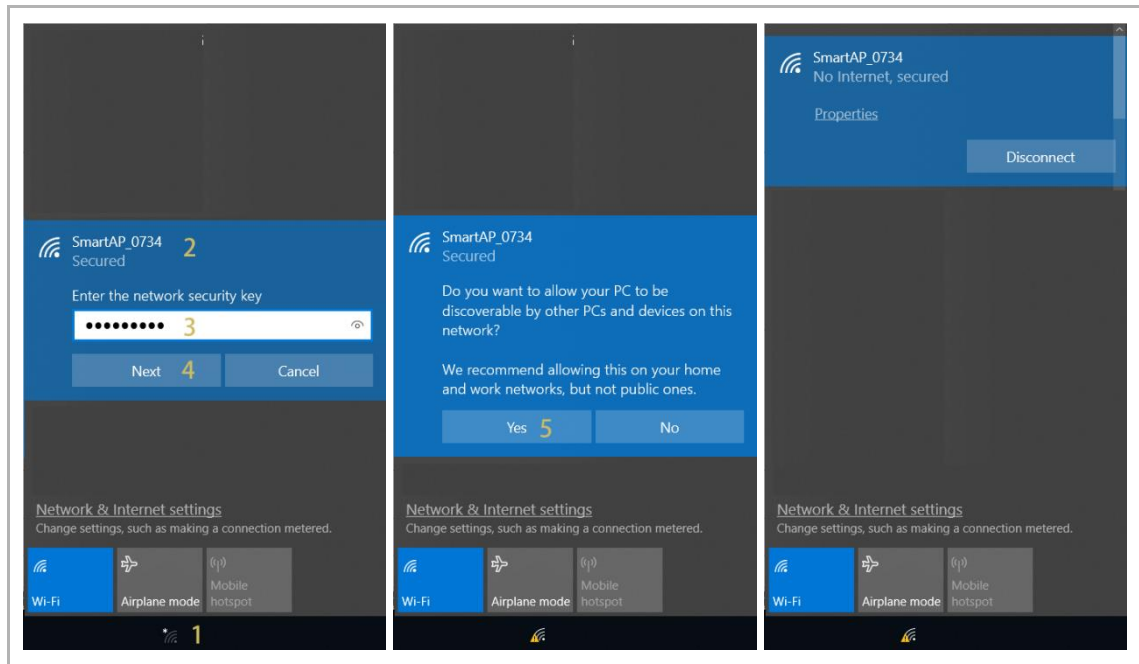 SmartAP_0734 2
Secured
Enter the network security key
●●●●●●●●● 3
Next 4 Cancel
Network & Internet settings
Change settings, such as making a connection metered.
Wi-Fi
Airplane mode
Mobile
hotspot
1
SmartAP_0734
Secured
Do you want to allow your PC to be
discoverable by other PCs and devices on this
network?
We recommend allowing this on your home
and work networks, but not public ones.
Yes 5 No
Network & Internet settings
Change settings, such as making a connection metered.
Wi-Fi
Airplane mode
Mobile
hotspot
SmartAP_0734
No Internet, secured
Properties
Disconnect
Network & Internet settings
Change settings, such as making a connection metered.
Wi-Fi
Airplane mode
Mobile
hotspot